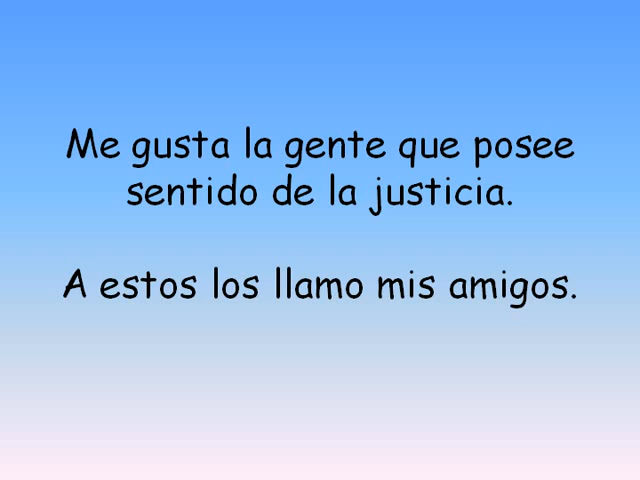 Me gusta la gente que posee
sentido de la justicia.
A estos los llamo mis amigos.